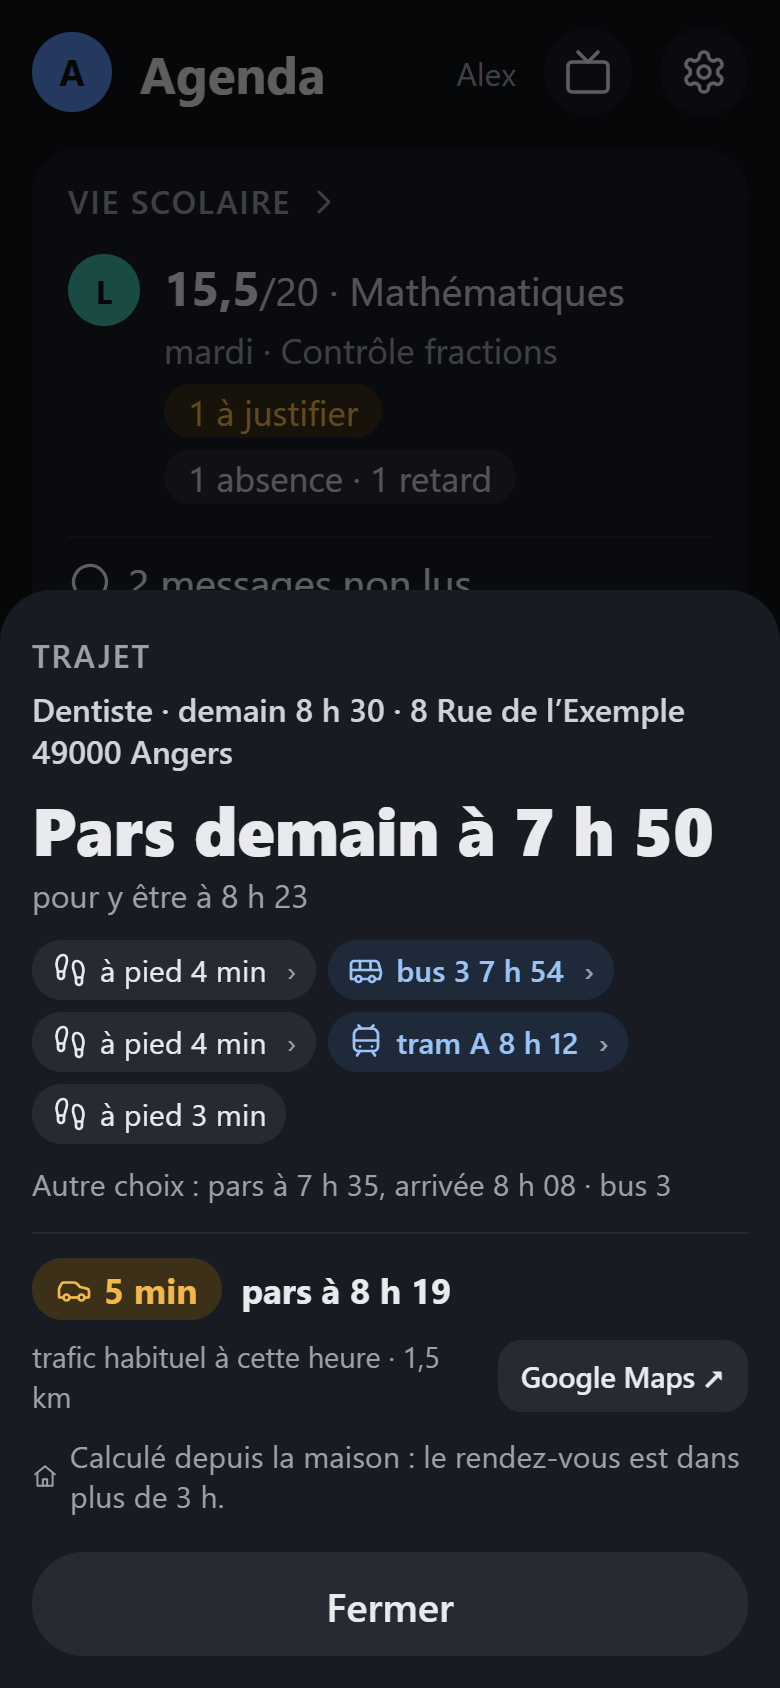 A Agenda Alex
VIE SCOLAIRE >
L 15,5/20 · Mathématiques
mardi · Contrôle fractions
1 à justifier
1 absence · 1 retard
2 messages non lus
TRAJET
Dentiste · demain 8 h 30 · 8 Rue de l’Exemple
49000 Angers
Pars demain à 7 h 50
pour y être à 8 h 23
à pied 4 min › bus 3 7 h 54 ›
à pied 4 min › tram A 8 h 12 ›
à pied 3 min
Autre choix : pars à 7 h 35, arrivée 8 h 08 · bus 3
5 min pars à 8 h 19
trafic habituel à cette heure · 1,5
km
Google Maps ↗
Calculé depuis la maison : le rendez-vous est dans
plus de 3 h.
Fermer